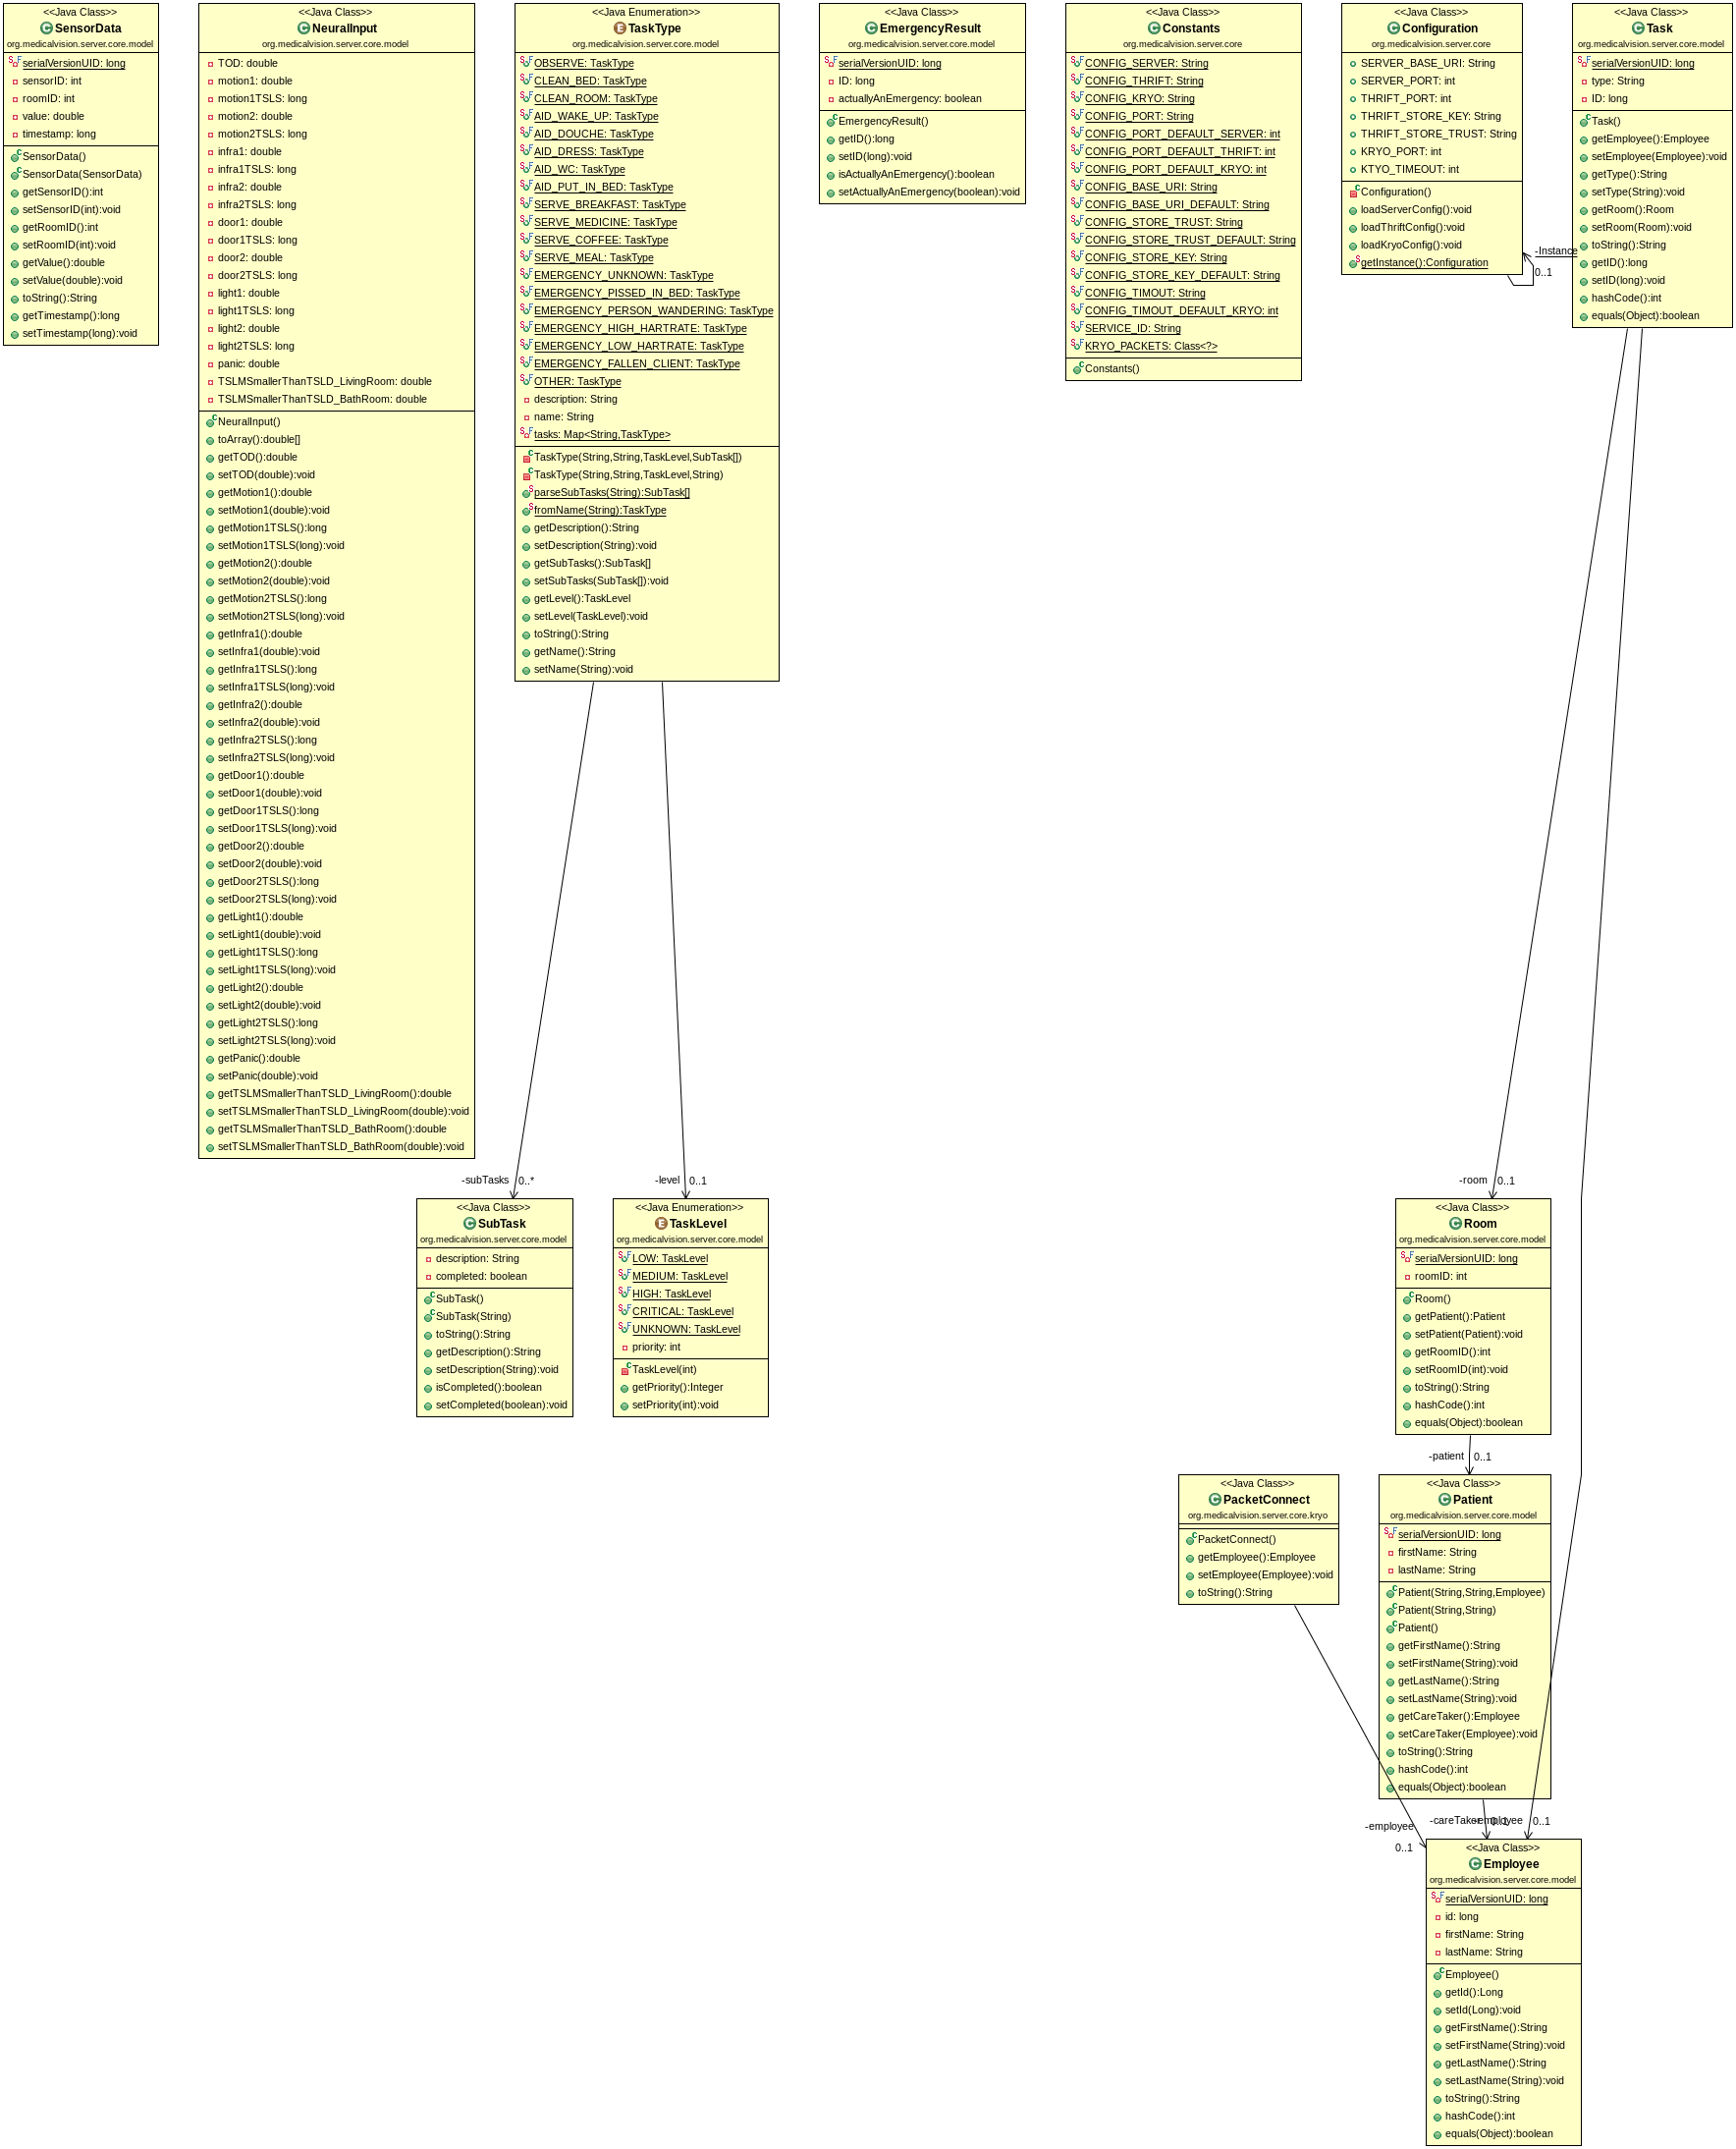 <<Java Class>>
SensorData
org.medicalvision.server.core.model
serialVersionUID: long
sensorID: int
roomID: int
value: double
timestamp: long
SensorData()
SensorData(SensorData)
getSensorID():int
setSensorID(int):void
getRoomID():int
setRoomID(int):void
getValue():double
setValue(double):void
toString():String
getTimestamp():long
setTimestamp(long):void
<<Java Class>>
NeuralInput
org.medicalvision.server.core.model
TOD: double
motion1: double
motion1TSLS: long
motion2: double
motion2TSLS: long
infra1: double
infra1TSLS: long
infra2: double
infra2TSLS: long
door1: double
door1TSLS: long
door2: double
door2TSLS: long
light1: double
light1TSLS: long
light2: double
light2TSLS: long
panic: double
TSLMSmallerThanTSLD_LivingRoom: double
TSLMSmallerThanTSLD_BathRoom: double
NeuralInput()
toArray():double[]
getTOD():double
setTOD(double):void
getMotion1():double
setMotion1(double):void
getMotion1TSLS():long
setMotion1TSLS(long):void
getMotion2():double
setMotion2(double):void
getMotion2TSLS():long
setMotion2TSLS(long):void
getInfra1():double
setInfra1(double):void
getInfra1TSLS():long
setInfra1TSLS(long):void
getInfra2():double
setInfra2(double):void
getInfra2TSLS():long
setInfra2TSLS(long):void
getDoor1():double
setDoor1(double):void
getDoor1TSLS():long
setDoor1TSLS(long):void
getDoor2():double
setDoor2(double):void
getDoor2TSLS():long
setDoor2TSLS(long):void
getLight1():double
setLight1(double):void
getLight1TSLS():long
setLight1TSLS(long):void
getLight2():double
setLight2(double):void
getLight2TSLS():long
setLight2TSLS(long):void
getPanic():double
setPanic(double):void
getTSLMSmallerThanTSLD_LivingRoom():double
setTSLMSmallerThanTSLD_LivingRoom(double):void
getTSLMSmallerThanTSLD_BathRoom():double
setTSLMSmallerThanTSLD_BathRoom(double):void
<<Java Enumeration>>
TaskType
org.medicalvision.server.core.model
OBSERVE: TaskType
CLEAN_BED: TaskType
CLEAN_ROOM: TaskType
AID_WAKE_UP: TaskType
AID_DOUCHE: TaskType
AID_DRESS: TaskType
AID_WC: TaskType
AID_PUT_IN_BED: TaskType
SERVE_BREAKFAST: TaskType
SERVE_MEDICINE: TaskType
SERVE_COFFEE: TaskType
SERVE_MEAL: TaskType
EMERGENCY_UNKNOWN: TaskType
EMERGENCY_PISSED_IN_BED: TaskType
EMERGENCY_PERSON_WANDERING: TaskType
EMERGENCY_HIGH_HARTRATE: TaskType
EMERGENCY_LOW_HARTRATE: TaskType
EMERGENCY_FALLEN_CLIENT: TaskType
OTHER: TaskType
description: String
name: String
tasks: Map<String,TaskType>
TaskType(String,String,TaskLevel,SubTask[])
TaskType(String,String,TaskLevel,String)
parseSubTasks(String):SubTask[]
fromName(String):TaskType
getDescription():String
setDescription(String):void
getSubTasks():SubTask[]
setSubTasks(SubTask[]):void
getLevel():TaskLevel
setLevel(TaskLevel):void
toString():String
getName():String
setName(String):void
<<Java Class>>
EmergencyResult
org.medicalvision.server.core.model
serialVersionUID: long
ID: long
actuallyAnEmergency: boolean
EmergencyResult()
getID():long
setID(long):void
isActuallyAnEmergency():boolean
setActuallyAnEmergency(boolean):void
<<Java Class>>
Constants
org.medicalvision.server.core
CONFIG_SERVER: String
CONFIG_THRIFT: String
CONFIG_KRYO: String
CONFIG_PORT: String
CONFIG_PORT_DEFAULT_SERVER: int
CONFIG_PORT_DEFAULT_THRIFT: int
CONFIG_PORT_DEFAULT_KRYO: int
CONFIG_BASE_URI: String
CONFIG_BASE_URI_DEFAULT: String
CONFIG_STORE_TRUST: String
CONFIG_STORE_TRUST_DEFAULT: String
CONFIG_STORE_KEY: String
CONFIG_STORE_KEY_DEFAULT: String
CONFIG_TIMOUT: String
CONFIG_TIMOUT_DEFAULT_KRYO: int
SERVICE_ID: String
KRYO_PACKETS: Class<?>
Constants()
<<Java Class>>
Configuration
org.medicalvision.server.core
SERVER_BASE_URI: String
SERVER_PORT: int
THRIFT_PORT: int
THRIFT_STORE_KEY: String
THRIFT_STORE_TRUST: String
KRYO_PORT: int
KTYO_TIMEOUT: int
Configuration()
loadServerConfig():void
loadThriftConfig():void
loadKryoConfig():void
getInstance():Configuration
-Instance
0..1
<<Java Class>>
Task
org.medicalvision.server.core.model
serialVersionUID: long
type: String
ID: long
Task()
getEmployee():Employee
setEmployee(Employee):void
getType():String
setType(String):void
getRoom():Room
setRoom(Room):void
toString():String
getID():long
setID(long):void
hashCode():int
equals(Object):boolean
-subTasks 0..*
-level 0..1
-room 0..1
<<Java Class>>
SubTask
org.medicalvision.server.core.model
description: String
completed: boolean
SubTask()
SubTask(String)
toString():String
getDescription():String
setDescription(String):void
isCompleted():boolean
setCompleted(boolean):void
<<Java Enumeration>>
TaskLevel
org.medicalvision.server.core.model
LOW: TaskLevel
MEDIUM: TaskLevel
HIGH: TaskLevel
CRITICAL: TaskLevel
UNKNOWN: TaskLevel
priority: int
TaskLevel(int)
getPriority():Integer
setPriority(int):void
<<Java Class>>
Room
org.medicalvision.server.core.model
serialVersionUID: long
roomID: int
Room()
getPatient():Patient
setPatient(Patient):void
getRoomID():int
setRoomID(int):void
toString():String
hashCode():int
equals(Object):boolean
-patient 0..1
<<Java Class>>
PacketConnect
org.medicalvision.server.core.kryo
PacketConnect()
getEmployee():Employee
setEmployee(Employee):void
toString():String
<<Java Class>>
Patient
org.medicalvision.server.core.model
serialVersionUID: long
firstName: String
lastName: String
Patient(String,String,Employee)
Patient(String,String)
Patient()
getFirstName():String
setFirstName(String):void
getLastName():String
setLastName(String):void
getCareTaker():Employee
setCareTaker(Employee):void
toString():String
hashCode():int
equals(Object):boolean
-employee
0..1
-careTaker 0..1
-employee 0..1
<<Java Class>>
Employee
org.medicalvision.server.core.model
serialVersionUID: long
id: long
firstName: String
lastName: String
Employee()
getId():Long
setId(Long):void
getFirstName():String
setFirstName(String):void
getLastName():String
setLastName(String):void
toString():String
hashCode():int
equals(Object):boolean